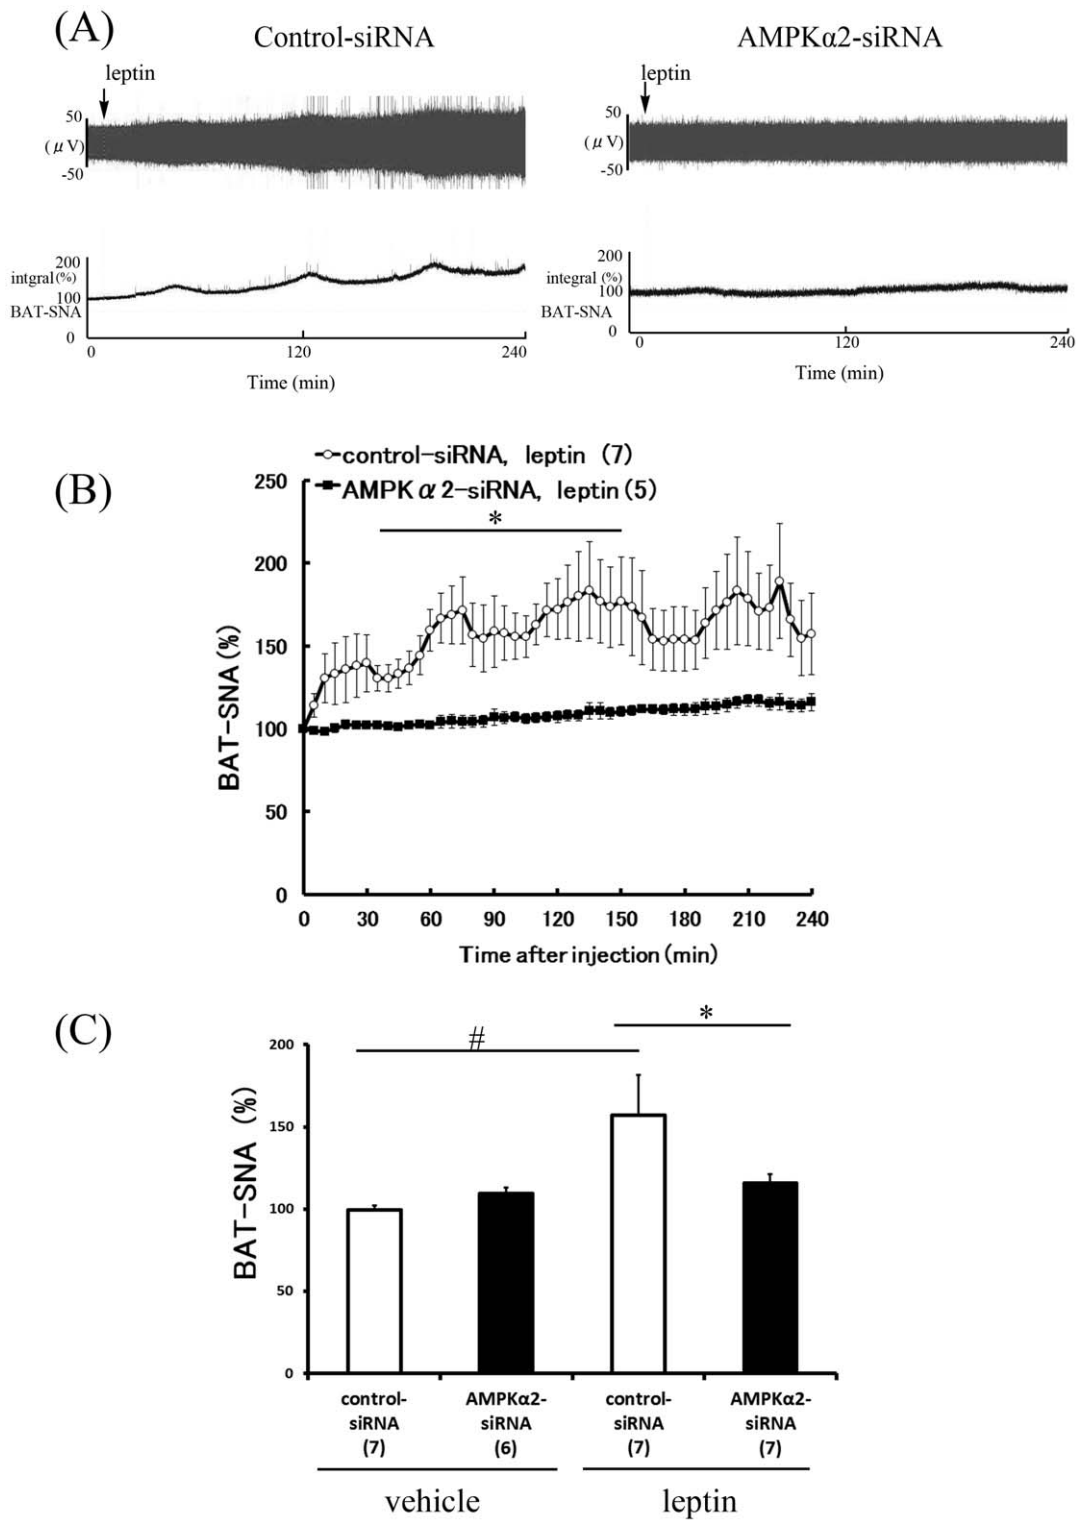 (A)
Control-siRNA
AMPKα2-siRNA
leptin
leptin
50
(μV)
-50
50
(μV)
-50
200
intgral(%)
100
BAT-SNA
0
0 120 240
Time (min)
200
integral(%)
100
BAT-SNA
0
0 120 240
Time (min)
(B)
control-siRNA, leptin (7)
AMPKα2-siRNA, leptin(5)
*
250
200
150
100
50
0
BAT-SNA(%)
0 30 60 90 120 150 180 210 240
Time after injection(min)
(C)
#
*
200
150
100
50
0
BAT-SNA (%)
control-
siRNA
(7)
AMPKα2-
siRNA
(6)
control-
siRNA
(7)
AMPKα2-
siRNA
(7)
vehicle
leptin